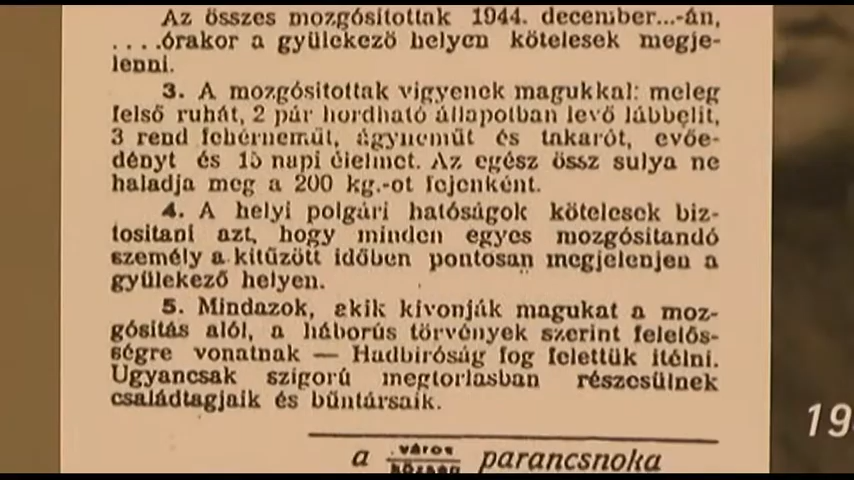 Az összes mozgósitottak 1944. december...-án,
....órakor a gyülekező helyen kötelesek megje-
lenni.
3. A mozgósitottak vigyenek magukkal: meleg
felső ruhát, 2 pár hordható állapotban levő lábbelit,
3 rend fehérneműt, ágyneműt és takarót, evőe-
dényt és 15 napi élelmet. Az egész össz sulya ne
haladja meg a 200 kg.-ot fejenként.
4. A helyi polgári hatóságok kötelesek biz-
tositani azt, hogy minden egyes mozgósitandó
személy a kitűzött időben pontosan megjelenjen a
gyülekező helyen.
5. Mindazok, akik kivonják magukat a moz-
gósitás alól, a háborús törvények szerint felelős-
ségre vonatnak — Hadbiróság fog felettük itélni.
Ugyancsak szigorú megtorlasban részesülnek
családtagjaik és bűntársaik.
a város
község parancsnoka
19